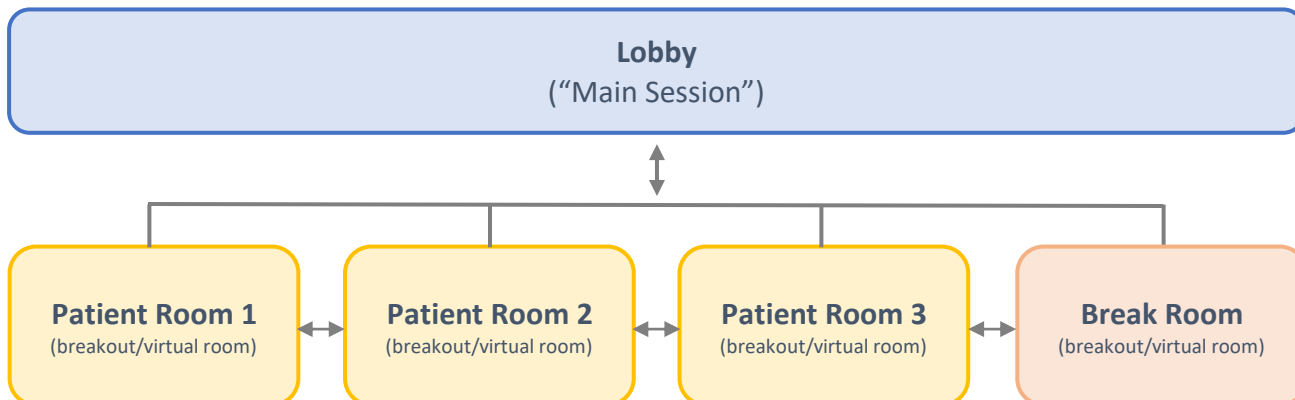 Lobby
(“Main Session”)
Patient Room 1
(breakout/virtual room)
Patient Room 2
(breakout/virtual room)
Patient Room 3
(breakout/virtual room)
Break Room
(breakout/virtual room)